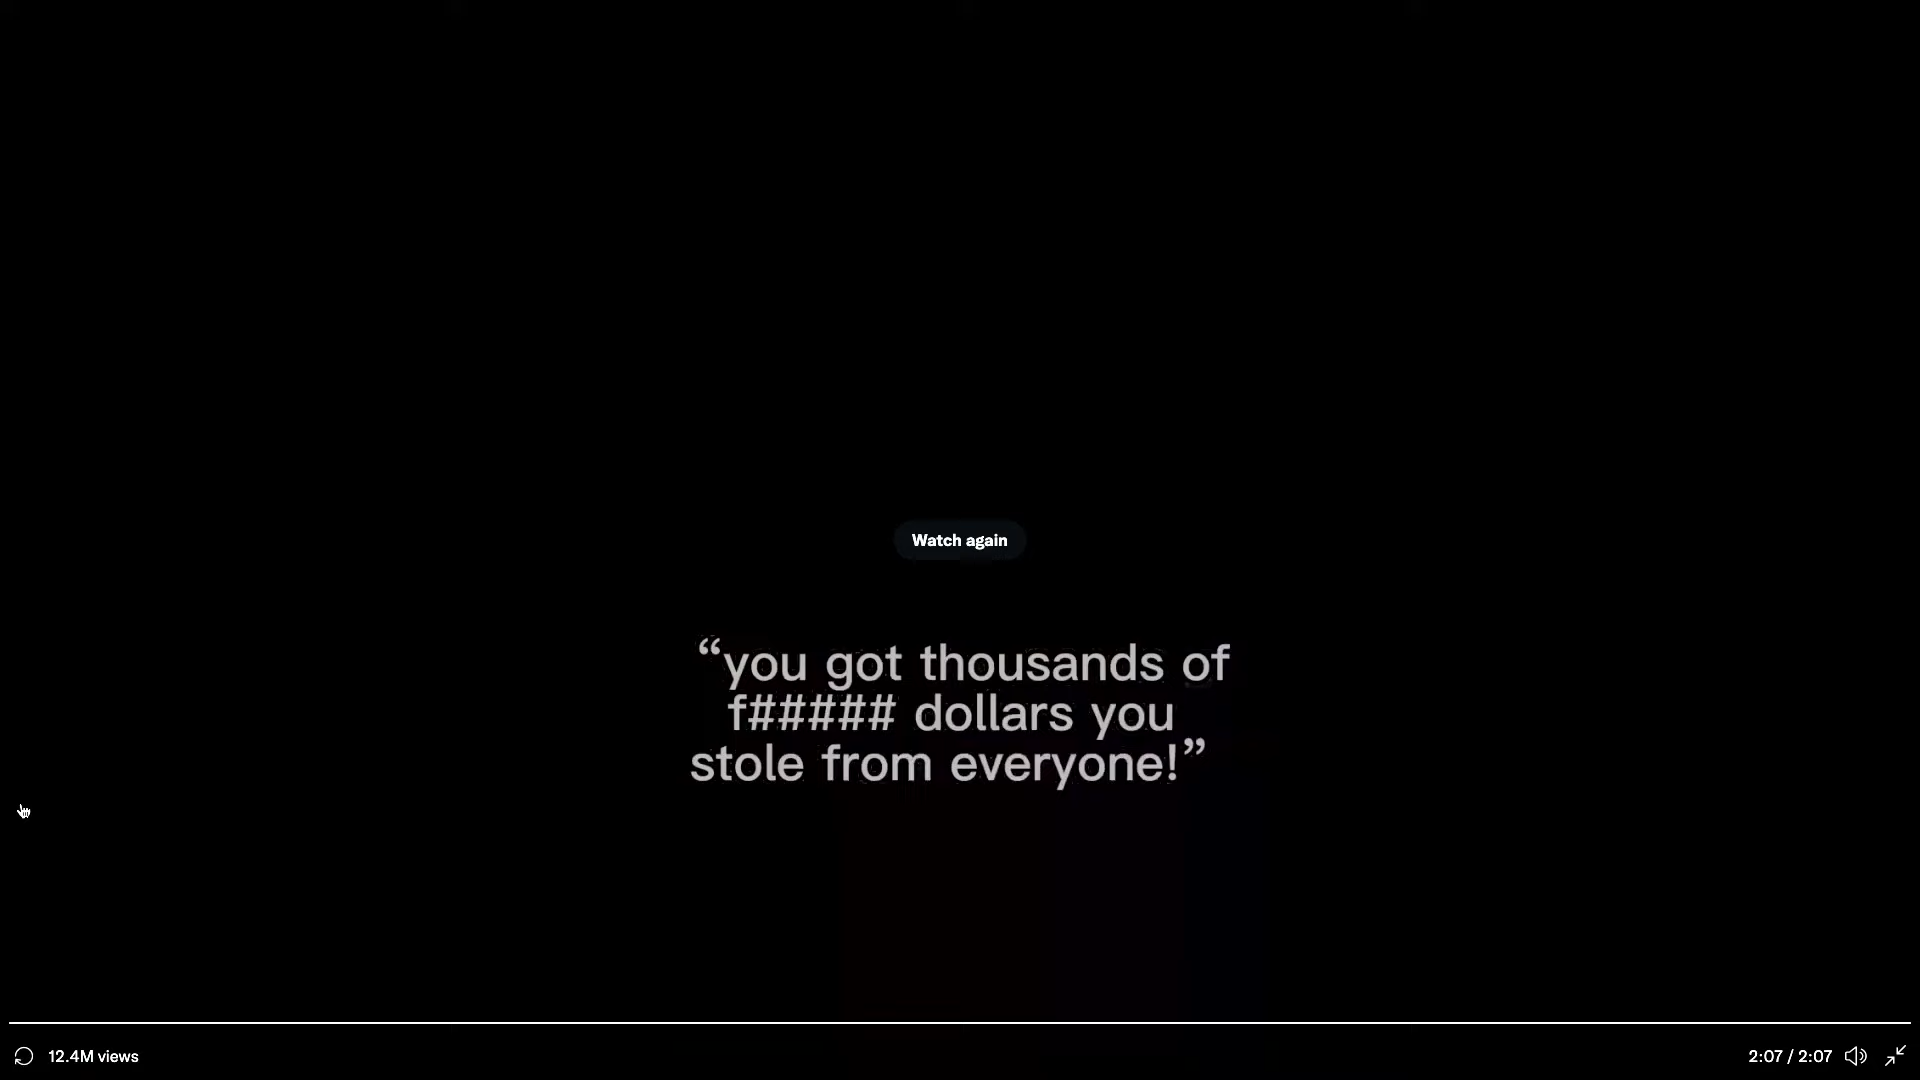 Watch again
“you got thousands of
f##### dollars you
stole from everyone!”
12.4M views
2:07 / 2:07